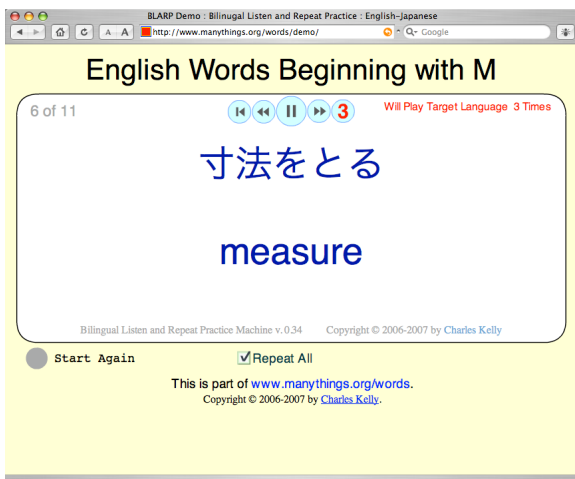 BLARP Demo : Bilinugal Listen and Repeat Practice : English-Japanese
A A http://www.manythings.org/words/demo/ Google
English Words Beginning with M
6 of 11 3 Will Play Target Language 3 Times
寸法をとる
measure
Bilingual Listen and Repeat Practice Machine v. 0.34 Copyright © 2006-2007 by Charles Kelly
Start Again Repeat All
This is part of www.manythings.org/words.
Copyright © 2006-2007 by Charles Kelly.